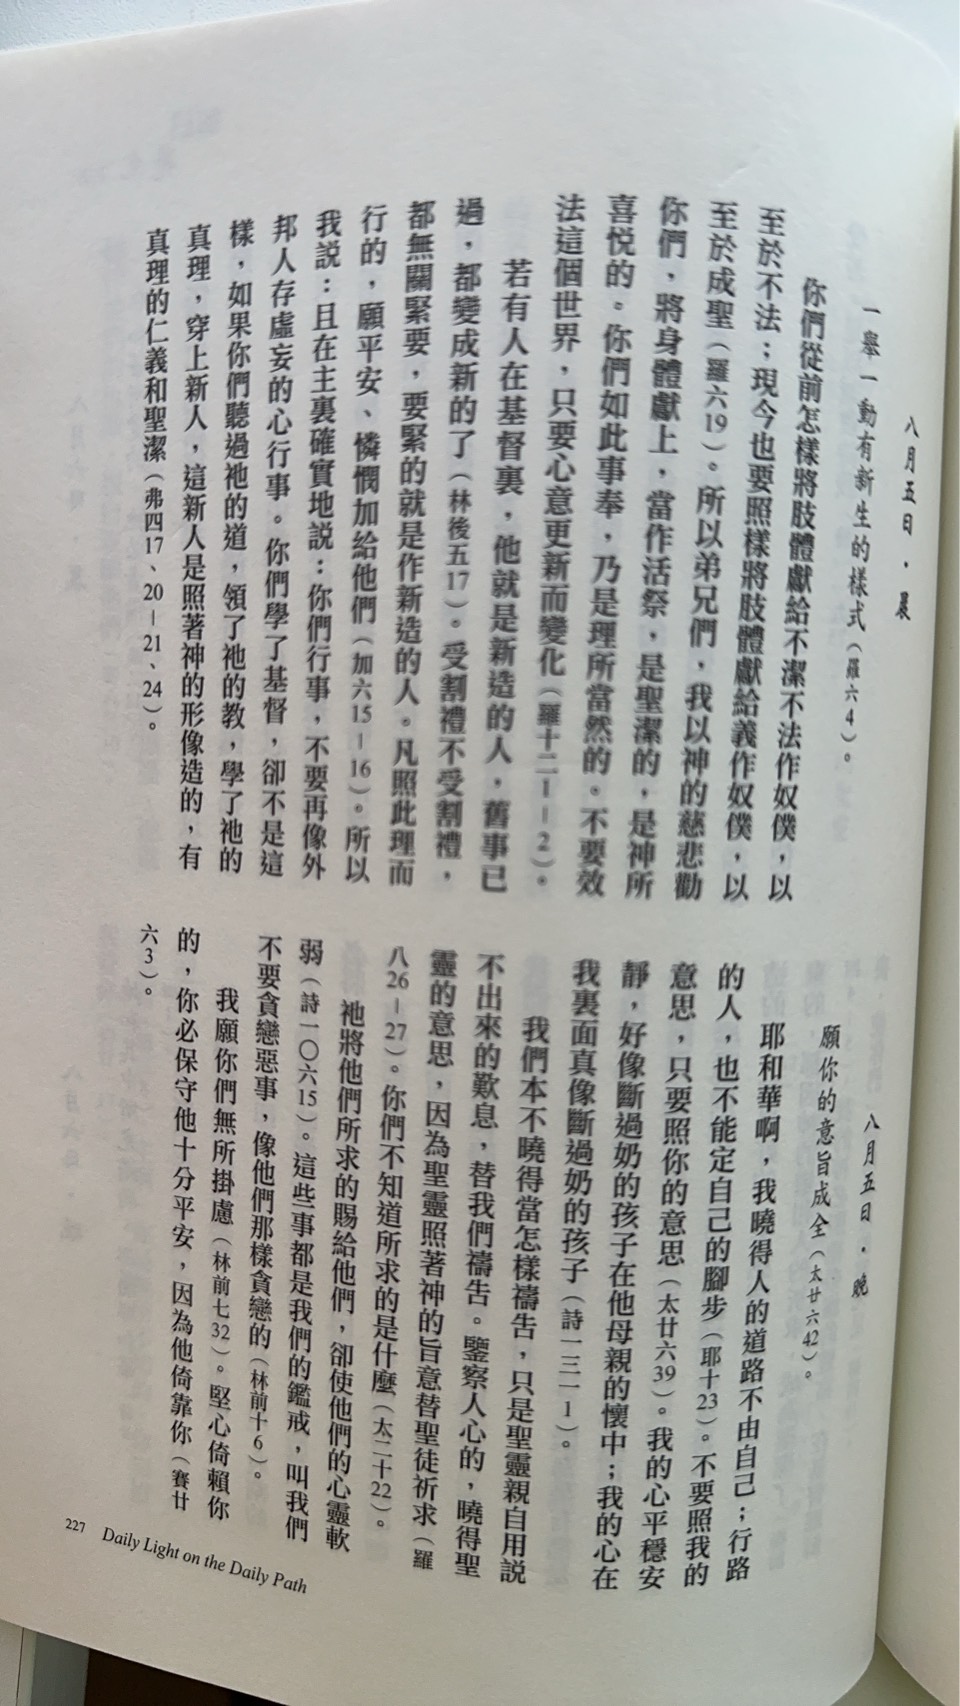 八月五日．晨
一舉一動有新生的樣式（羅六4）。
你們從前怎樣將肢體獻給不潔不法作奴僕，以
至於不法；現今也要照樣將肢體獻給義作奴僕，以
至於成聖（羅六19）。所以弟兄們，我以神的慈悲勸
你們，將身體獻上，當作活祭，是聖潔的，是神所
喜悅的。你們如此事奉，乃是理所當然的。不要效
法這個世界，只要心意更新而變化（羅十二1－2）。
若有人在基督裏，他就是新造的人，舊事已
過，都變成新的了（林後五17）。受割禮不受割禮，
都無關緊要，要緊的就是作新造的人。凡照此理而
行的，願平安、憐憫加給他們（加六15－16）。所以
我說：且在主裏確實地說：你們行事，不要再像外
邦人存虛妄的心行事。你們學了基督，卻不是這
樣，如果你們聽過祂的道，領了祂的教，學了祂的
真理，穿上新人，這新人是照著神的形像造的，有
真理的仁義和聖潔（弗四17、20－21、24）。
八月五日．晚
願你的意旨成全（太廿六42）。
耶和華啊，我曉得人的道路不由自己；行路
的人，也不能定自己的腳步（耶十23）。不要照我的
意思，只要照你的意思（太廿六39）。我的心平穩安
靜，好像斷過奶的孩子在他母親的懷中；我的心在
我裏面真像斷過奶的孩子（詩一三一1）。
我們本不曉得當怎樣禱告，只是聖靈親自用說
不出來的歎息，替我們禱告。鑒察人心的，曉得聖
靈的意思，因為聖靈照著神的旨意替聖徒祈求（羅
八26－27）。你們不知道所求的是什麼（太二十22）。
祂將他們所求的賜給他們，卻使他們的心靈軟
弱（詩一〇六15）。這些事都是我們的鑑戒，叫我們
不要貪戀惡事，像他們那樣貪戀的（林前十6）。
我願你們無所掛慮（林前七32）。堅心倚賴你
的，你必保守他十分平安，因為他倚靠你（賽廿
六3）。
227 Daily Light on the Daily Path